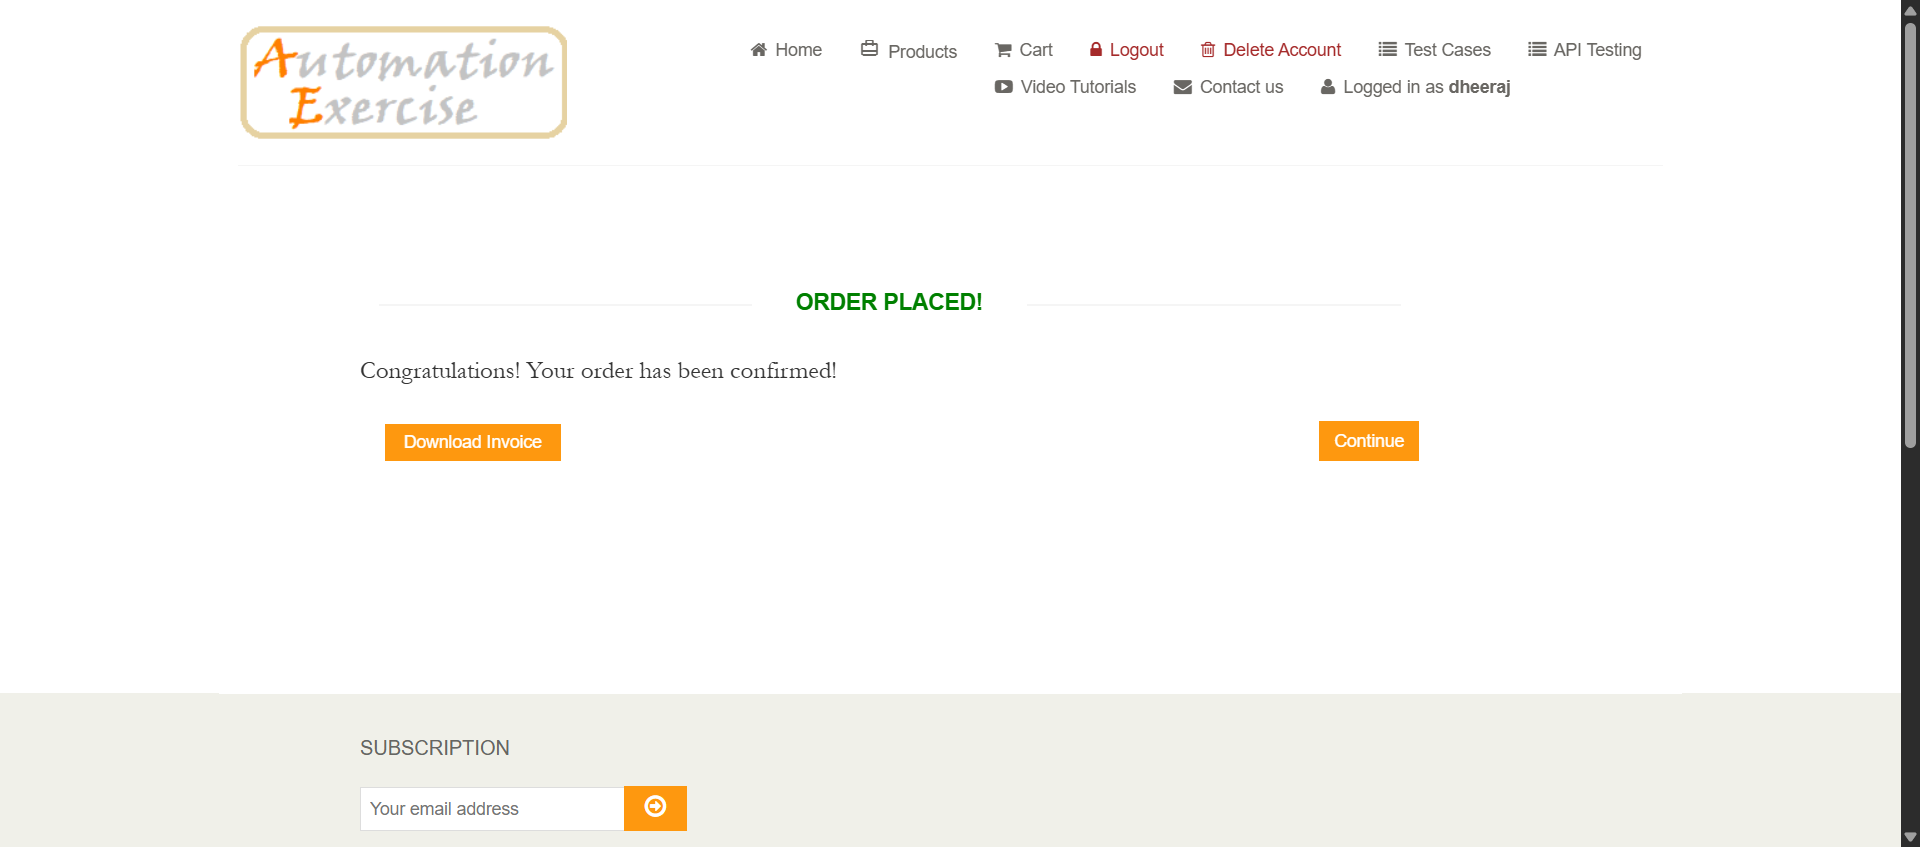 Automation
Exercise
Home Products Cart Logout Delete Account Test Cases API Testing
Video Tutorials Contact us Logged in as dheeraj
ORDER PLACED!
Congratulations! Your order has been confirmed!
Download Invoice Continue
SUBSCRIPTION
Your email address